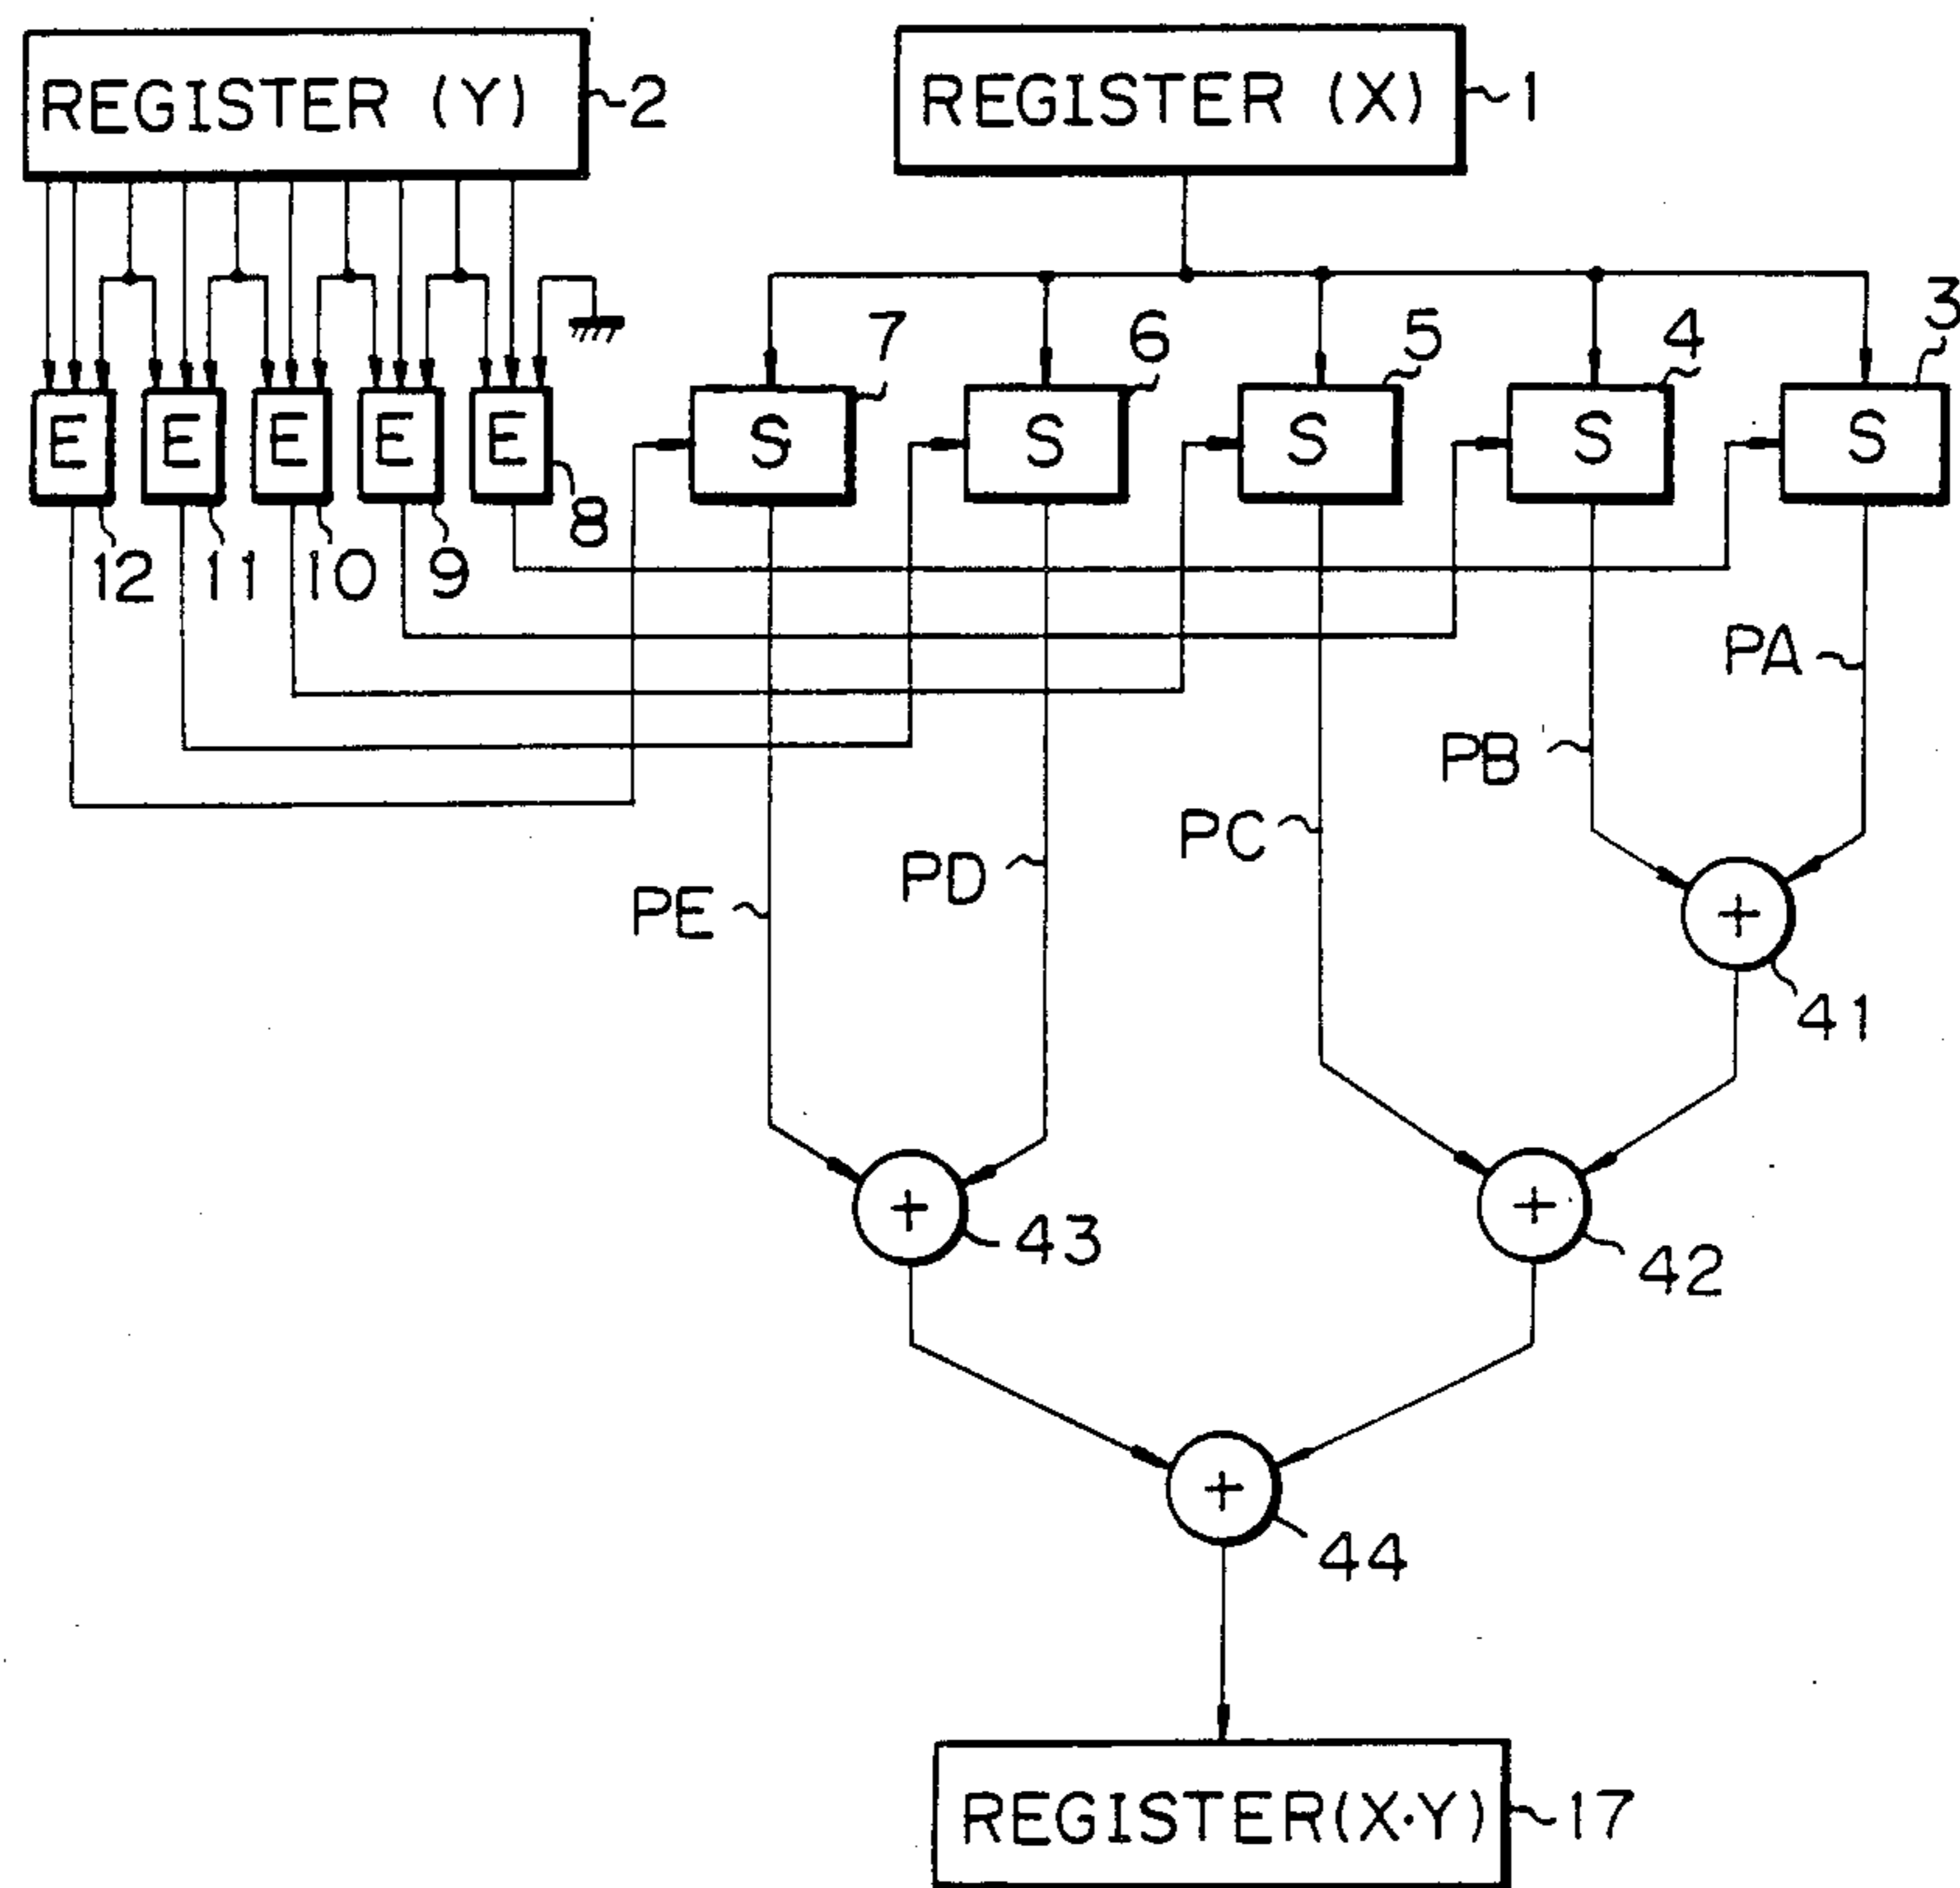 REGISTER (Y) 2
REGISTER (X) 1
7 6 5 4 3
E E E E E S S S S S
8
12 11 10 9
PA
PB
PC
PD
PE
+
41
+ +
43 42
+
44
REGISTER(X·Y) 17